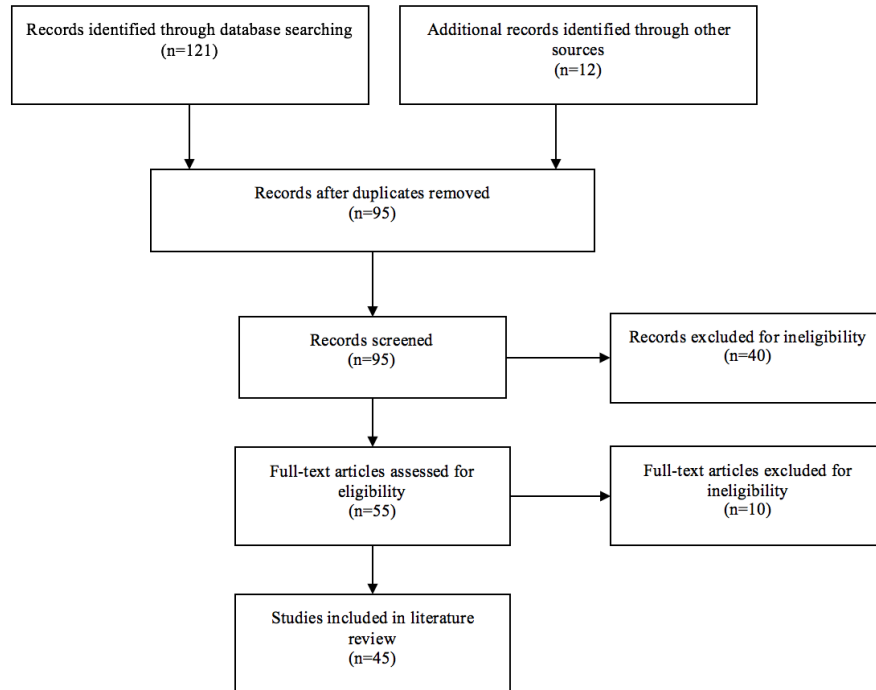 Records identified through database searching
(n=121)
Additional records identified through other
sources
(n=12)
Records after duplicates removed
(n=95)
Records screened
(n=95)
Records excluded for ineligibility
(n=40)
Full-text articles assessed for
eligibility
(n=55)
Full-text articles excluded for
ineligibility
(n=10)
Studies included in literature
review
(n=45)